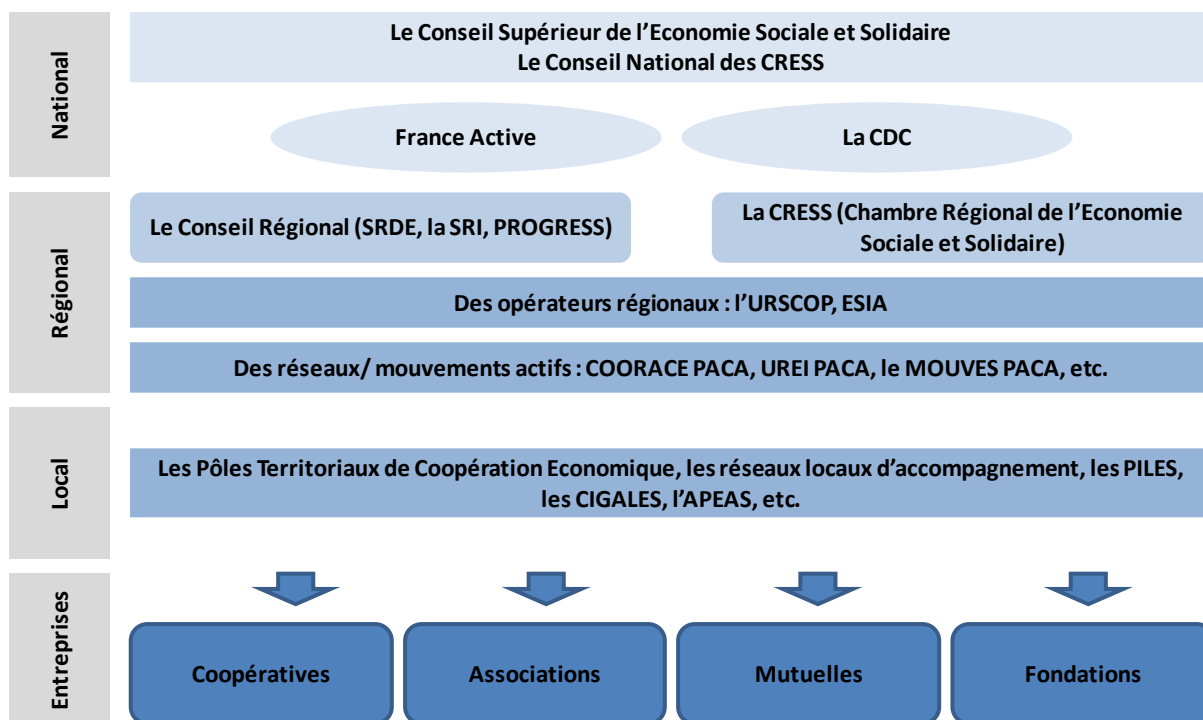 National
Le Conseil Supérieur de l’Economie Sociale et Solidaire
Le Conseil National des CRESS
France Active
La CDC
Régional
Le Conseil Régional (SRDE, la SRI, PROGRESS)
La CRESS (Chambre Régional de l’Economie
Sociale et Solidaire)
Des opérateurs régionaux : l’URSCOP, ESIA
Des réseaux/ mouvements actifs : COORACE PACA, UREI PACA, le MOUVES PACA, etc.
Local
Les Pôles Territoriaux de Coopération Economique, les réseaux locaux d’accompagnement, les PILES,
les CIGALES, l’APEAS, etc.
Entreprises
Coopératives
Associations
Mutuelles
Fondations